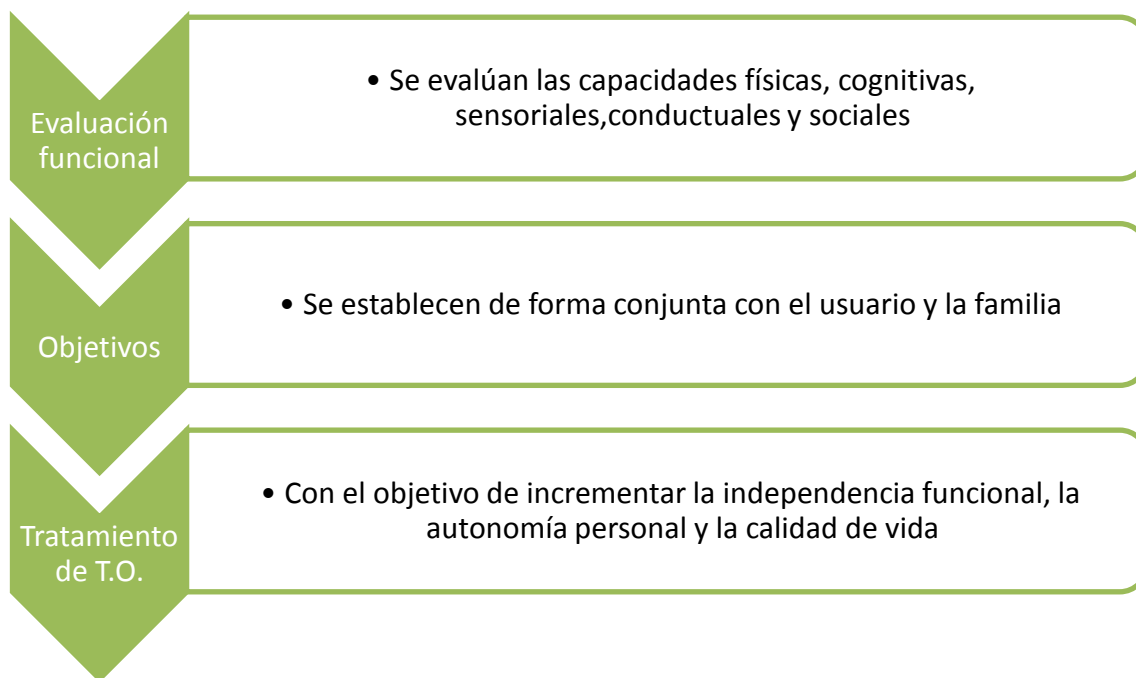 Evaluación
funcional
• Se evalúan las capacidades físicas, cognitivas,
sensoriales,conductuales y sociales
Objetivos
• Se establecen de forma conjunta con el usuario y la familia
Tratamiento
de T.O.
• Con el objetivo de incrementar la independencia funcional, la
autonomía personal y la calidad de vida